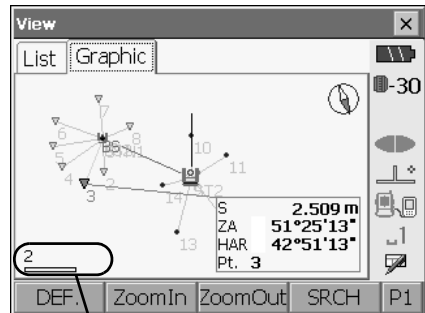 View
List Graphic
-30
7
6
8
BS
5
10
4
2
11
3
14
ST2
13
S 2.509 m
ZA 51°25'13"
HAR 42°51'13"
Pt. 3
2
1
DEF. ZoomIn ZoomOut SRCH P1